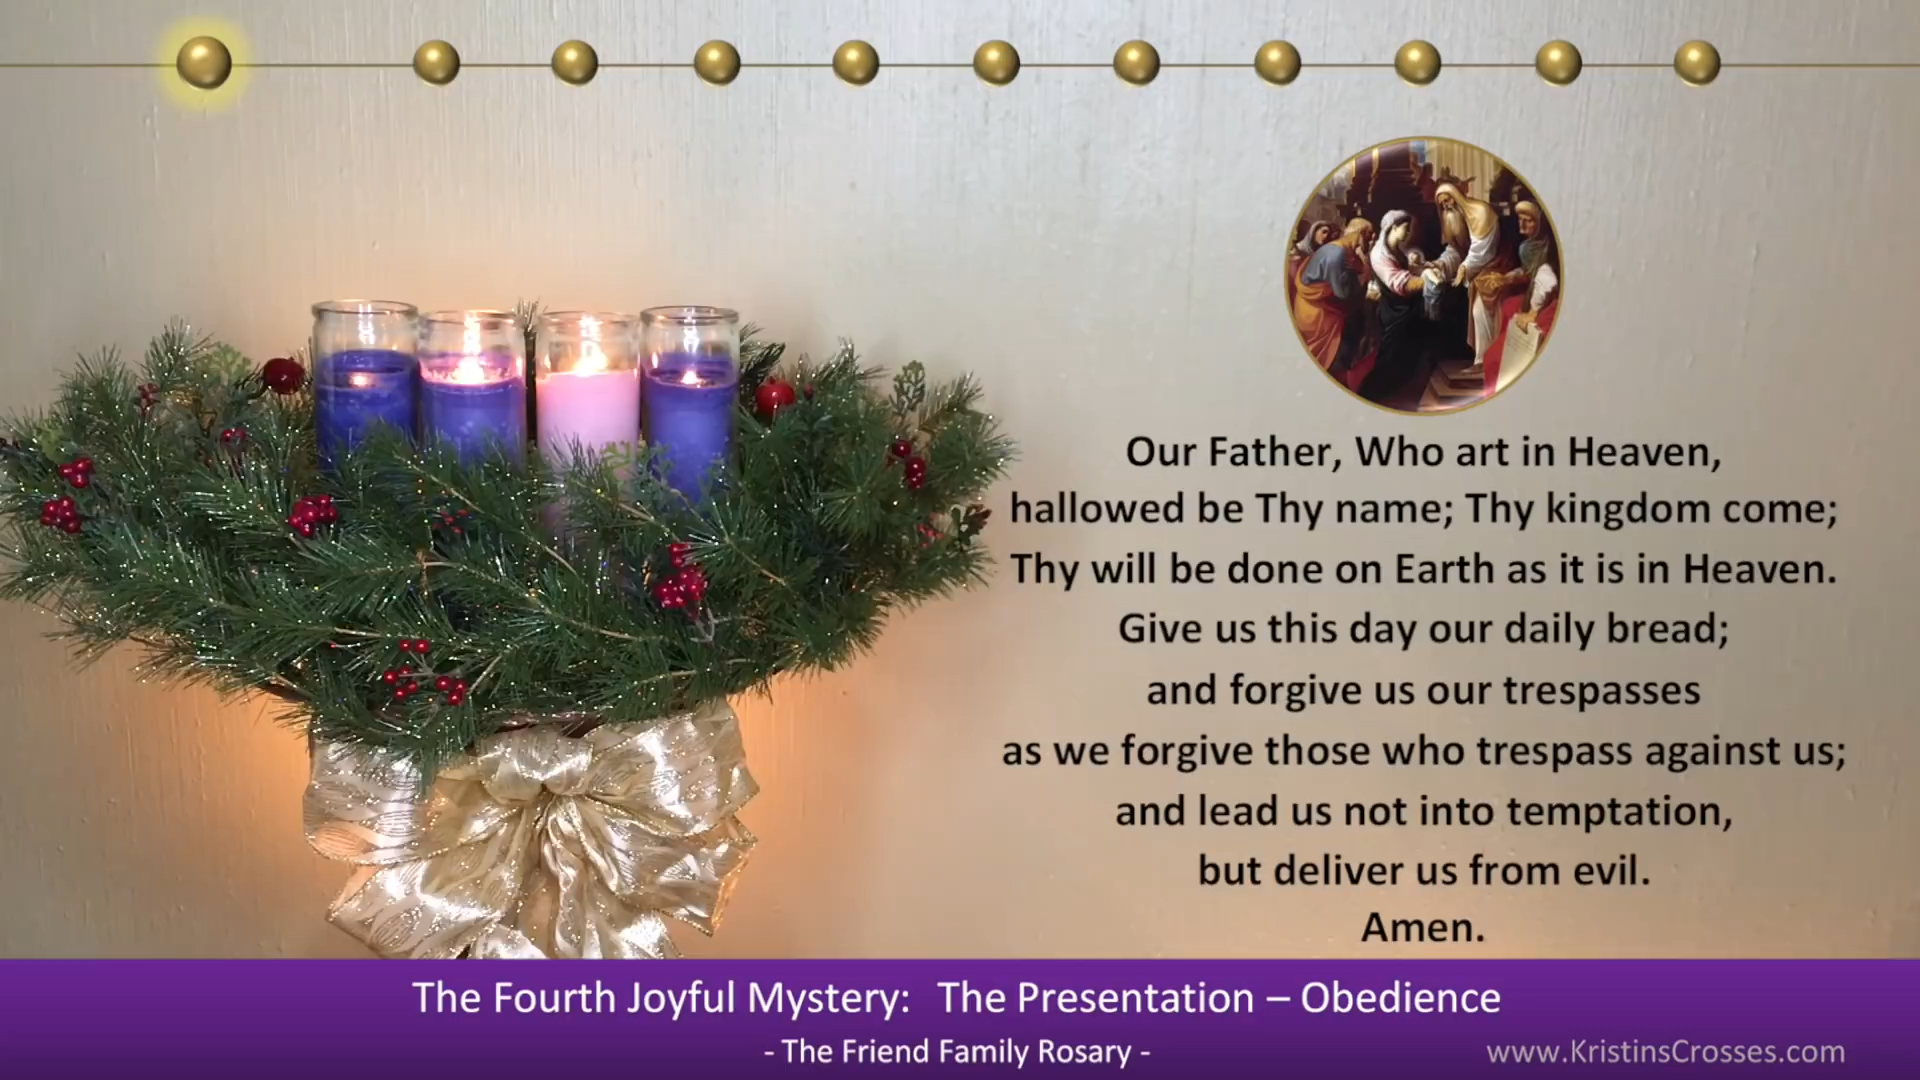 Our Father, Who art in Heaven,
hallowed be Thy name; Thy kingdom come;
Thy will be done on Earth as it is in Heaven.
Give us this day our daily bread;
and forgive us our trespasses
as we forgive those who trespass against us;
and lead us not into temptation,
but deliver us from evil.
Amen.
The Fourth Joyful Mystery: The Presentation – Obedience
- The Friend Family Rosary -
www.KristinsCrosses.com